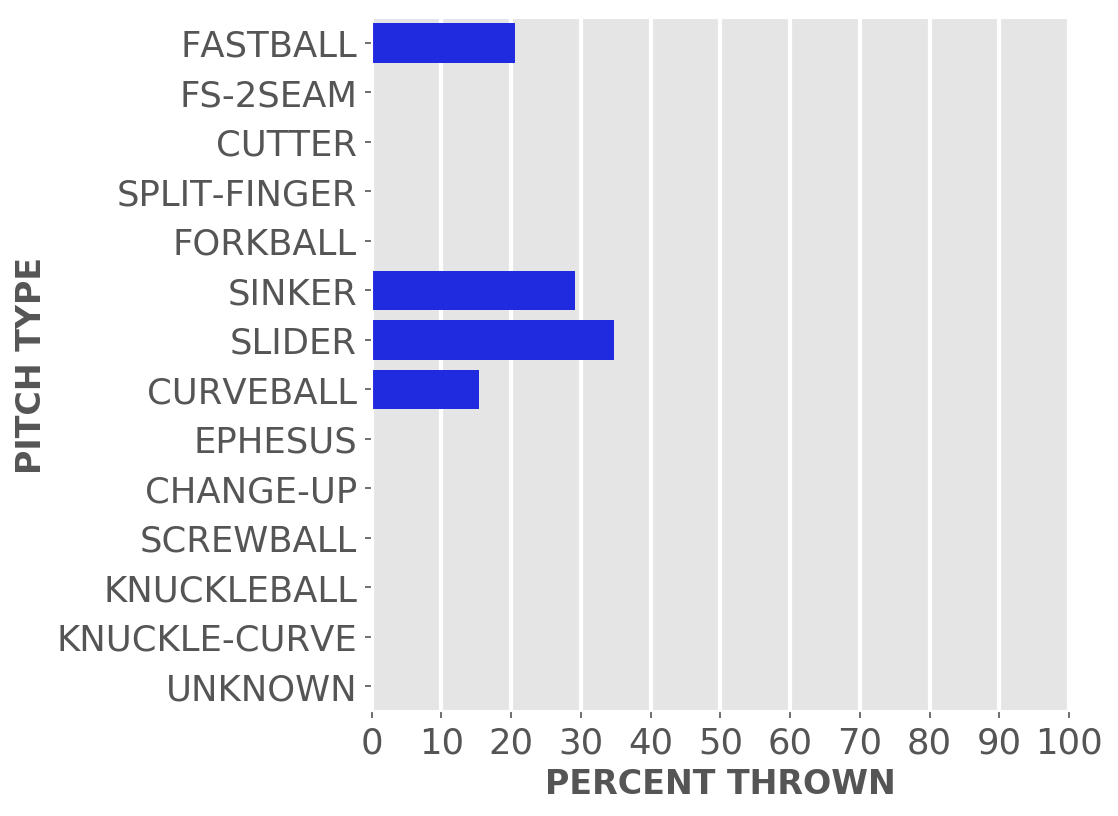 FASTBALL
FS-2SEAM
CUTTER
SPLIT-FINGER
FORKBALL
SINKER
SLIDER
CURVEBALL
EPHESUS
CHANGE-UP
SCREWBALL
KNUCKLEBALL
KNUCKLE-CURVE
UNKNOWN
PITCH TYPE
0 10 20 30 40 50 60 70 80 90 100
PERCENT THROWN